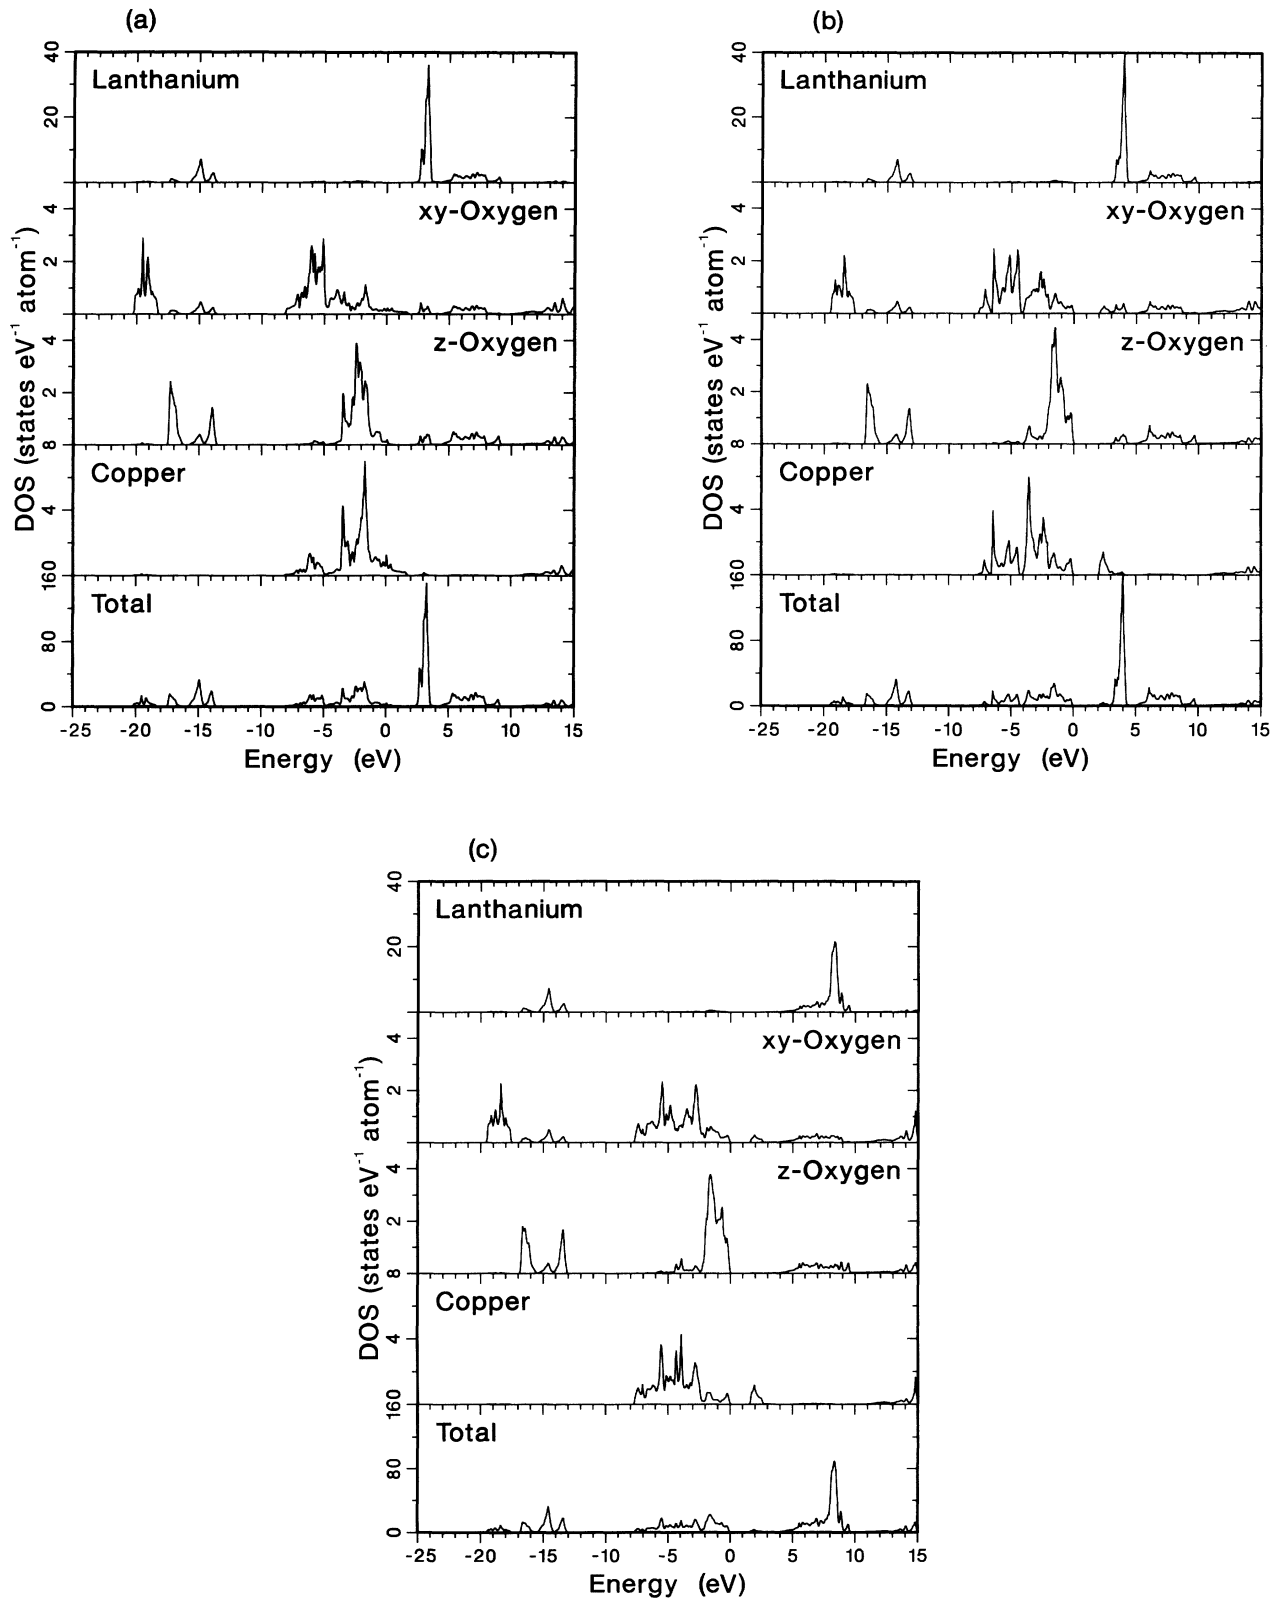 (a)
40
20
Lanthanium
4
2
xy-Oxygen
4
2
z-Oxygen
8
4
Copper
160
80
0
Total
DOS (states eV⁻¹ atom⁻¹)
-25 -20 -15 -10 -5 0 5 10 15
Energy (eV)
(b)
40
20
Lanthanium
4
2
xy-Oxygen
4
2
z-Oxygen
8
4
Copper
160
80
0
Total
DOS (states eV⁻¹ atom⁻¹)
-25 -20 -15 -10 -5 0 5 10 15
Energy (eV)
(c)
40
20
Lanthanium
4
2
xy-Oxygen
4
2
z-Oxygen
8
4
Copper
160
80
0
Total
DOS (states eV⁻¹ atom⁻¹)
-25 -20 -15 -10 -5 0 5 10 15
Energy (eV)